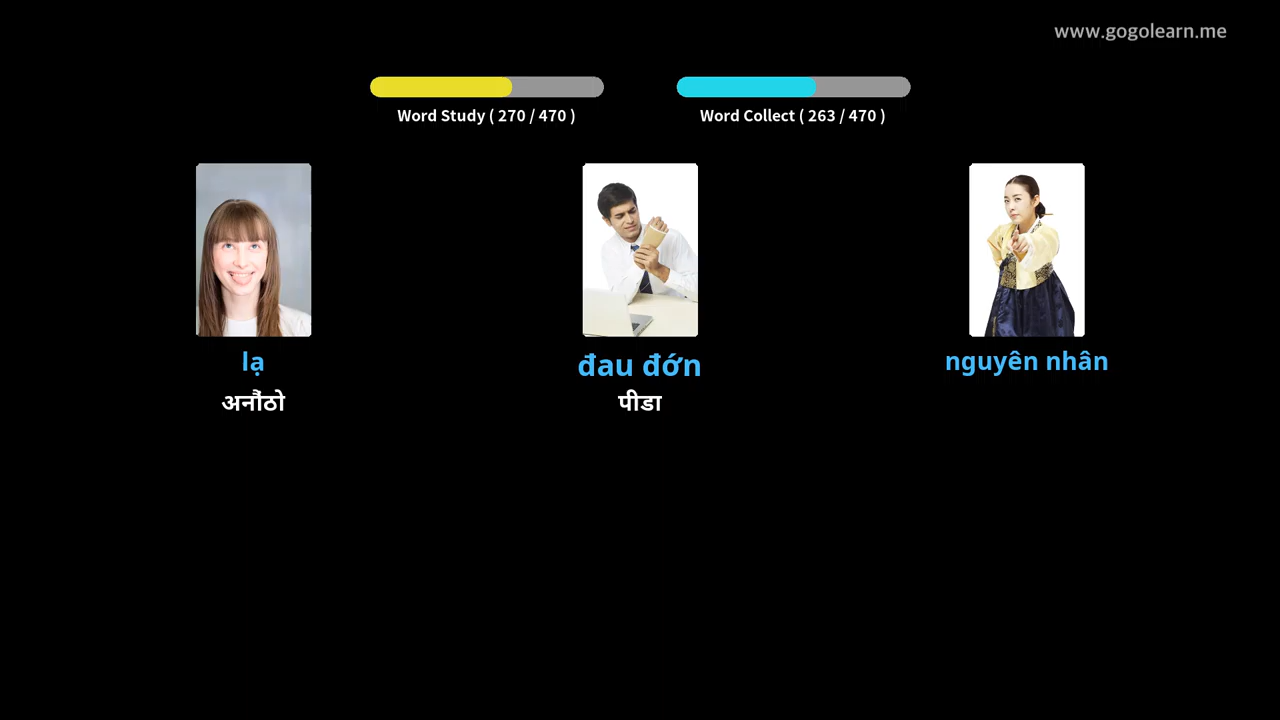 www.gogolearn.me
Word Study ( 270 / 470 )
Word Collect ( 263 / 470 )
lạ
đau đớn
nguyên nhân
अनौंठो
पीडा